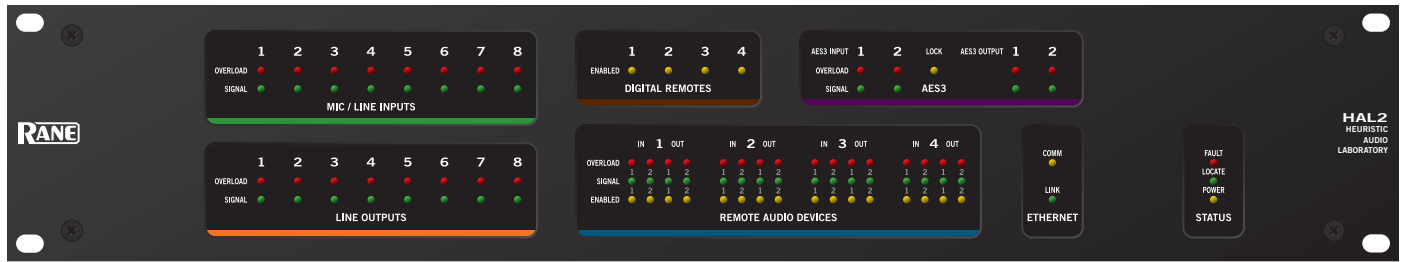 RANE
1 2 3 4 5 6 7 8
OVERLOAD
SIGNAL
MIC / LINE INPUTS
1 2 3 4 5 6 7 8
OVERLOAD
SIGNAL
LINE OUTPUTS
1 2 3 4
ENABLED
DIGITAL REMOTES
AES3 INPUT 1 2 LOCK AES3 OUTPUT 1 2
OVERLOAD
SIGNAL AES3
IN 1 OUT IN 2 OUT IN 3 OUT IN 4 OUT
OVERLOAD
1 2 1 2 1 2 1 2 1 2 1 2 1 2 1 2
SIGNAL
1 2 1 2 1 2 1 2 1 2 1 2 1 2 1 2
ENABLED
REMOTE AUDIO DEVICES
COMM
LINK
ETHERNET
FAULT
LOCATE
POWER
STATUS
HAL2
HEURISTIC
AUDIO
LABORATORY